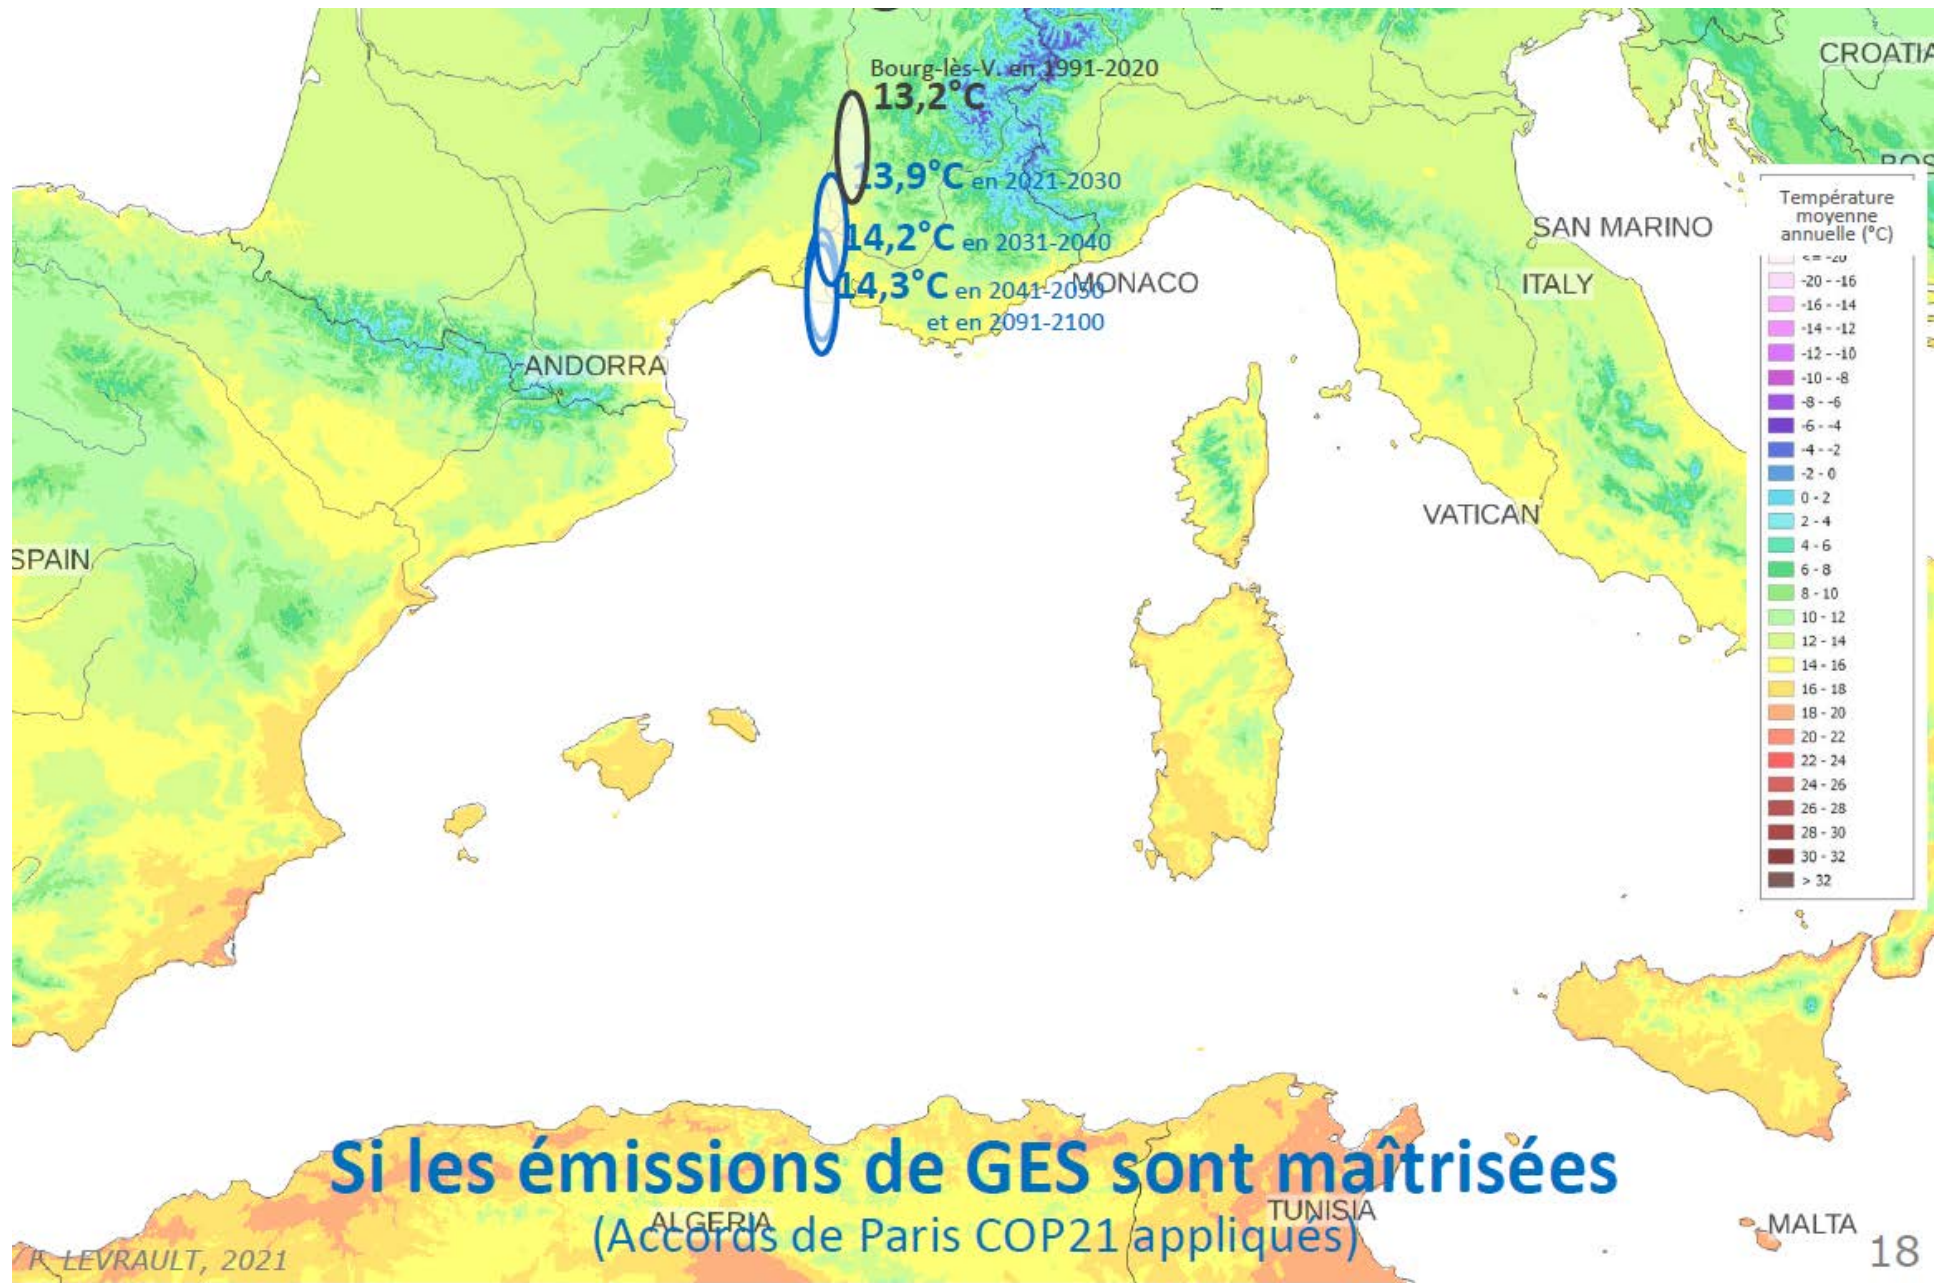 CROATIA
Bourg-lès-V. en 1991-2020
13,2°C
13,9°C en 2021-2030
14,2°C en 2031-2040
14,3°C en 2041-2050
et en 2091-2100
MONACO
BOS
SAN MARINO
ITALY
ANDORRA
VATICAN
SPAIN
Température
moyenne
annuelle (°C)
<= -20
-20 - -16
-16 - -14
-14 - -12
-12 - -10
-10 - -8
-8 - -6
-6 - -4
-4 - -2
-2 - 0
0 - 2
2 - 4
4 - 6
6 - 8
8 - 10
10 - 12
12 - 14
14 - 16
16 - 18
18 - 20
20 - 22
22 - 24
24 - 26
26 - 28
28 - 30
30 - 32
> 32
Si les émissions de GES sont maîtrisées
ALGERIA
TUNISIA
(Accords de Paris COP21 appliqués)
MALTA
F. LEVRAULT, 2021
18